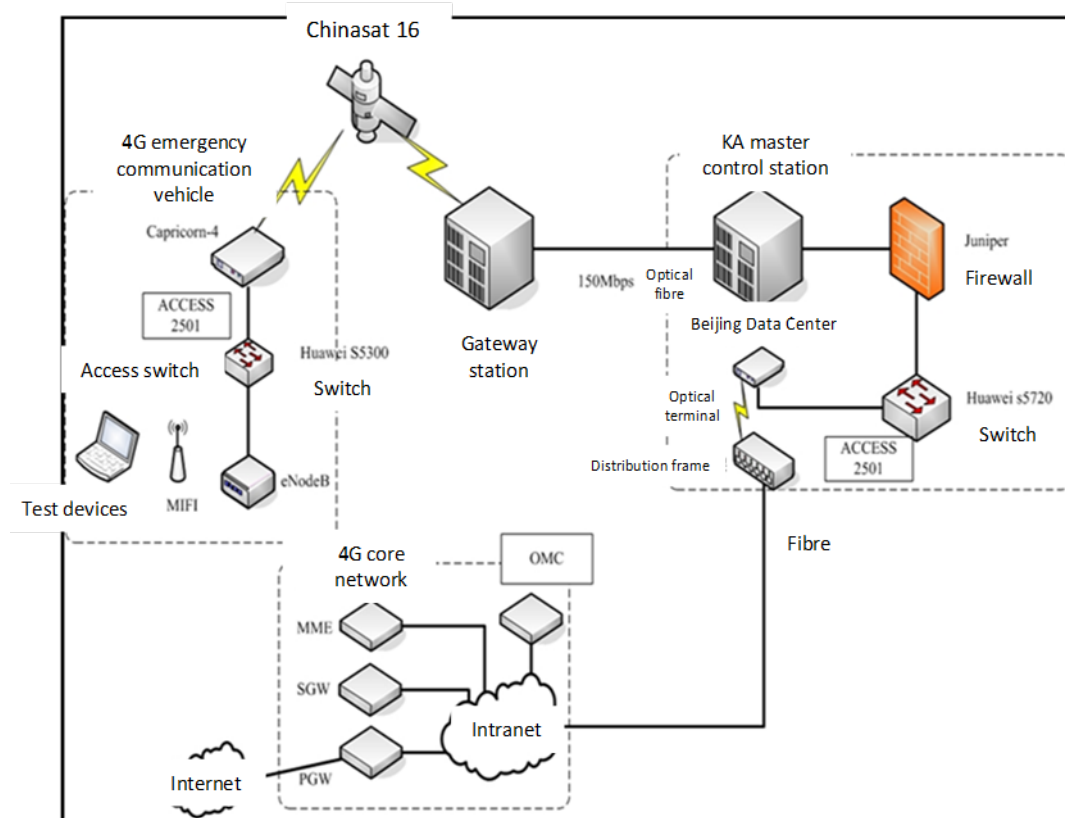 Chinasat 16
4G emergency
communication
vehicle
Capricorn-4
ACCESS
2501
Huawei S5300
Access switch
Switch
eNodeB
Test devices
MIFI
Gateway
station
150Mbps
Optical
fibre
KA master
control station
Juniper
Firewall
Beijing Data Center
Optical
terminal
Huawei s5720
Switch
ACCESS
2501
Distribution frame
Fibre
4G core
network
OMC
MME
SGW
Intranet
PGW
Internet